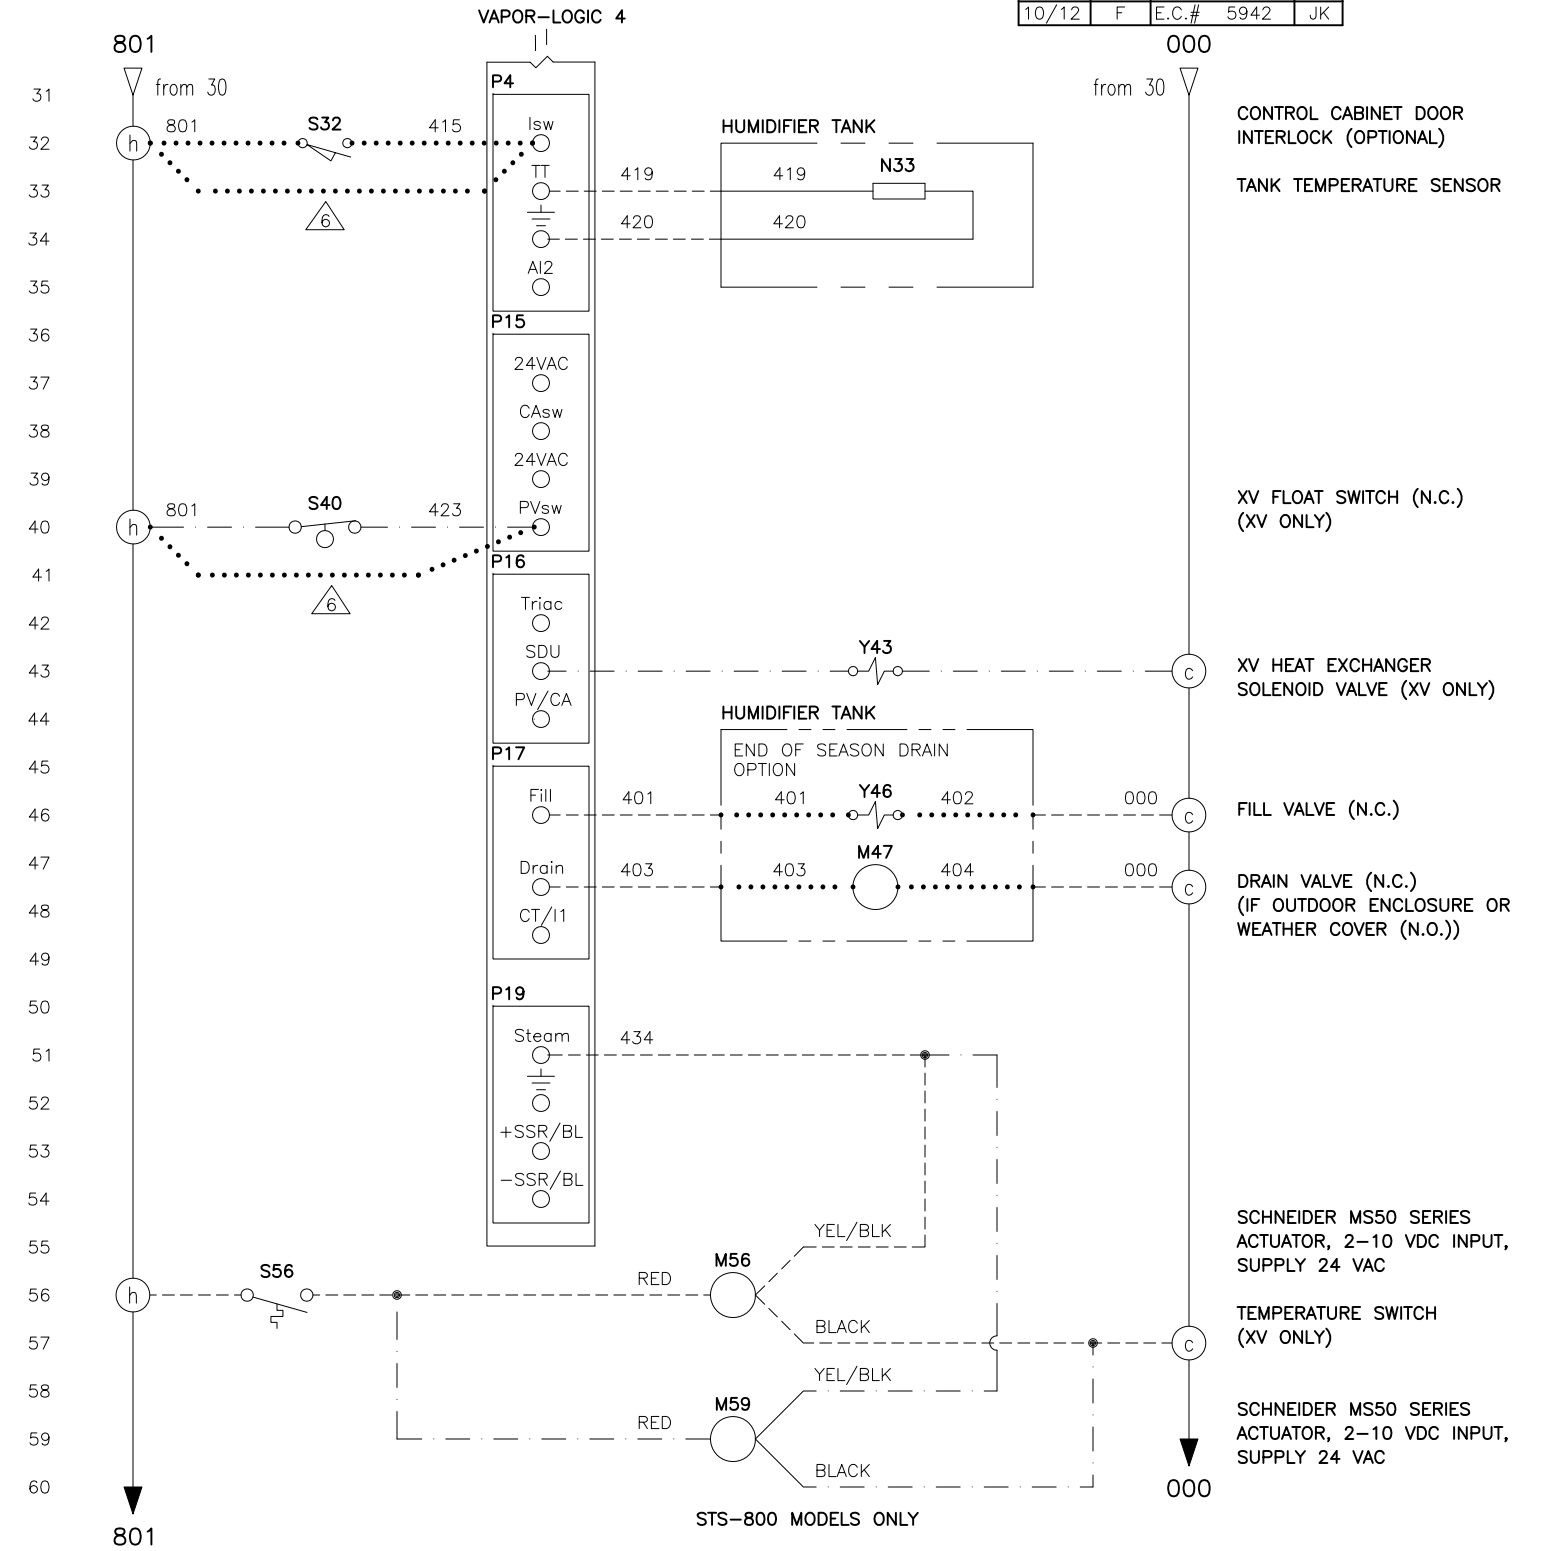 VAPOR-LOGIC 4
10/12 F E.C.# 5942 JK
801
000
from 30
from 30
P4
31
CONTROL CABINET DOOR
INTERLOCK (OPTIONAL)
32
h
801
S32
415
Isw
HUMIDIFIER TANK
TT
419
419
N33
TANK TEMPERATURE SENSOR
33
6
420
420
34
AI2
35
36
P15
24VAC
37
CAsw
38
24VAC
39
XV FLOAT SWITCH (N.C.)
(XV ONLY)
40
h
801
S40
423
PVsw
41
6
P16
Triac
42
SDU
43
Y43
c
XV HEAT EXCHANGER
SOLENOID VALVE (XV ONLY)
PV/CA
44
HUMIDIFIER TANK
END OF SEASON DRAIN
OPTION
45
P17
Fill
46
401
401
Y46
402
000
c
FILL VALVE (N.C.)
47
M47
Drain
403
403
404
000
c
DRAIN VALVE (N.C.)
(IF OUTDOOR ENCLOSURE OR
WEATHER COVER (N.O.))
48
CT/I1
49
50
P19
Steam
51
434
52
+SSR/BL
53
-SSR/BL
54
55
YEL/BLK
SCHNEIDER MS50 SERIES
ACTUATOR, 2-10 VDC INPUT,
SUPPLY 24 VAC
56
h
S56
RED
M56
TEMPERATURE SWITCH
(XV ONLY)
57
BLACK
c
58
YEL/BLK
59
RED
M59
SCHNEIDER MS50 SERIES
ACTUATOR, 2-10 VDC INPUT,
SUPPLY 24 VAC
60
BLACK
000
STS-800 MODELS ONLY
801